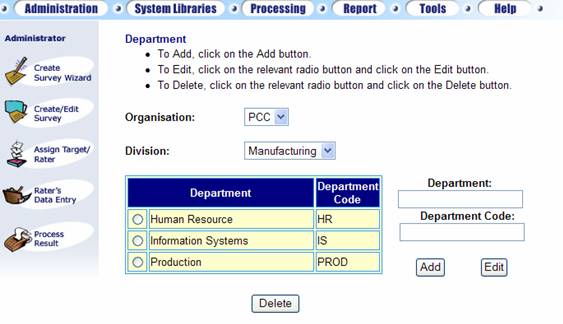 Administration System Libraries Processing Report Tools Help
Administrator
Create
Survey Wizard
Create/Edit
Survey
Assign Target/
Rater
Rater's
Data Entry
Process
Result
Department
To Add, click on the Add button.
To Edit, click on the relevant radio button and click on the Edit button.
To Delete, click on the relevant radio button and click on the Delete button.
Organisation: PCC
Division: Manufacturing
Department Department Code
Human Resource HR
Information Systems IS
Production PROD
Department:
Department Code:
Add Edit
Delete